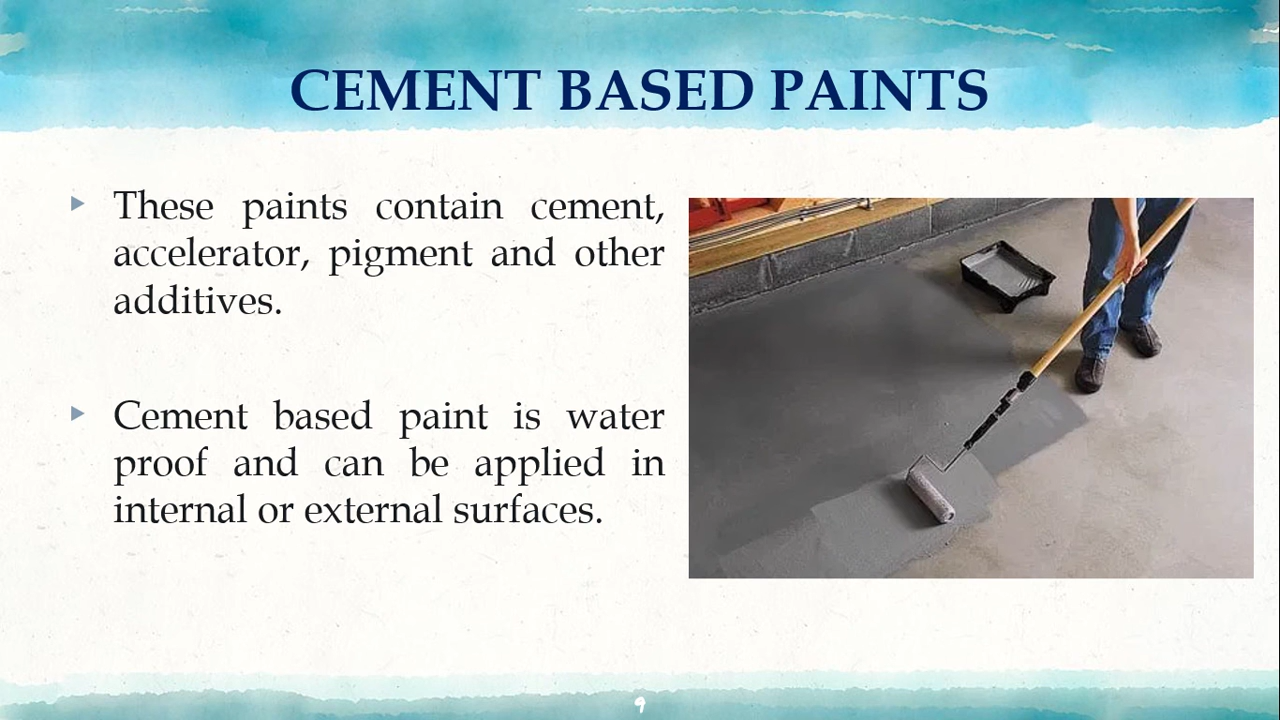 CEMENT BASED PAINTS
These paints contain cement,
accelerator, pigment and other
additives.
Cement based paint is water
proof and can be applied in
internal or external surfaces.
9